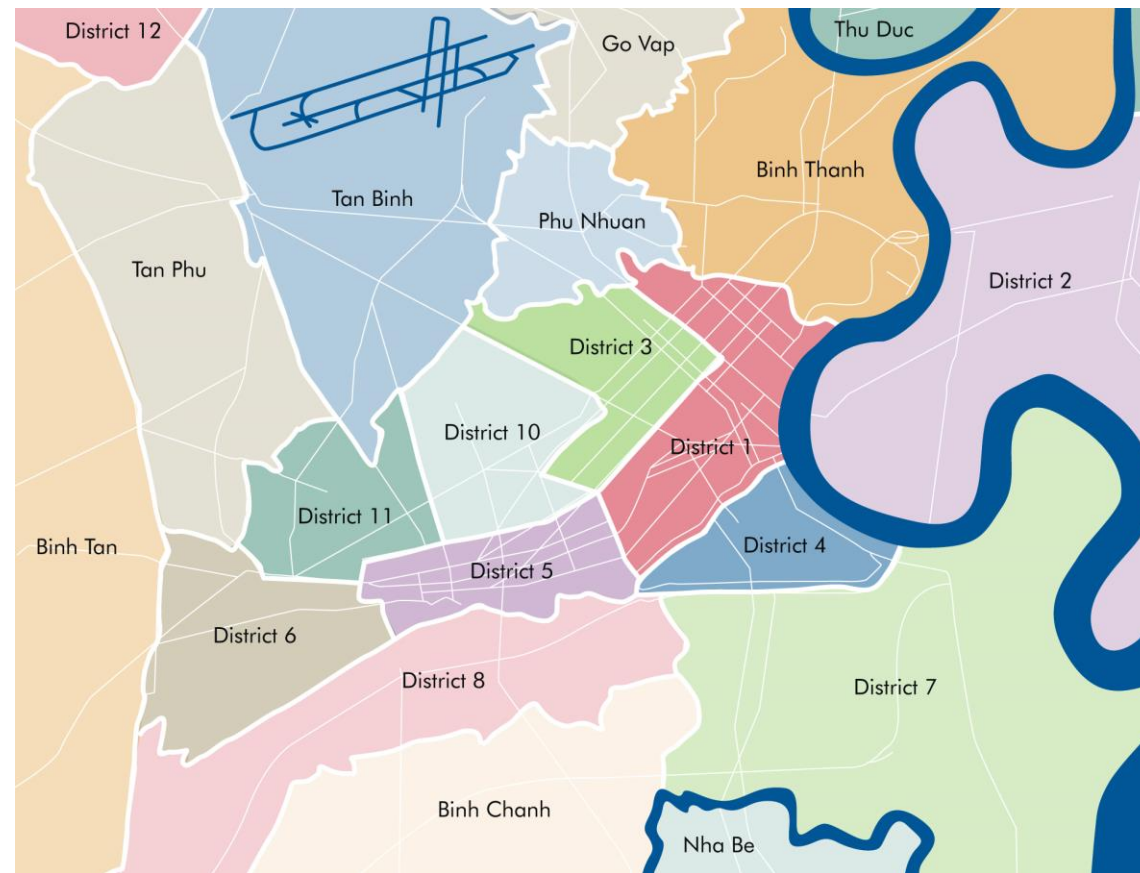 District 12
Go Vap
Thu Duc
Binh Thanh
Tan Binh
Phu Nhuan
Tan Phu
District 2
District 3
District 10
District 1
District 11
Binh Tan
District 4
District 5
District 6
District 8
District 7
Binh Chanh
Nha Be